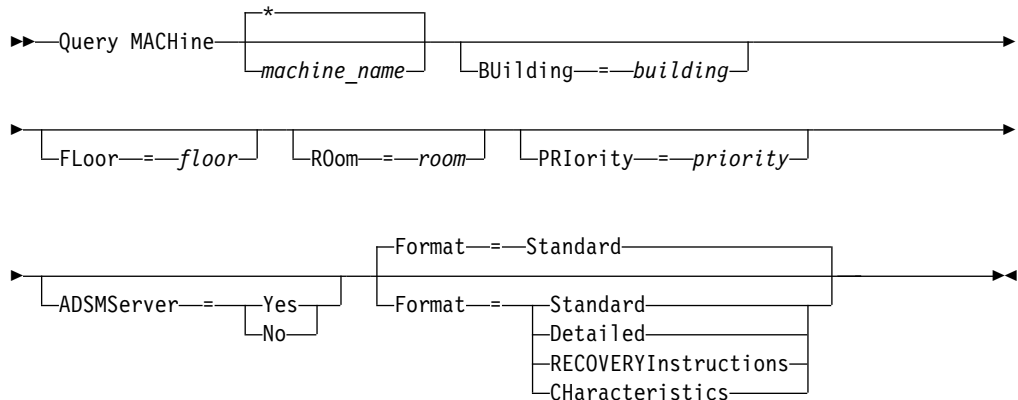 *
Query MACHine
machine_name
BUilding = building
FLoor = floor
ROom = room
PRIority = priority
Format = Standard
ADSMServer = Yes
No
Format = Standard
Detailed
RECOVERYInstructions
CHaracteristics